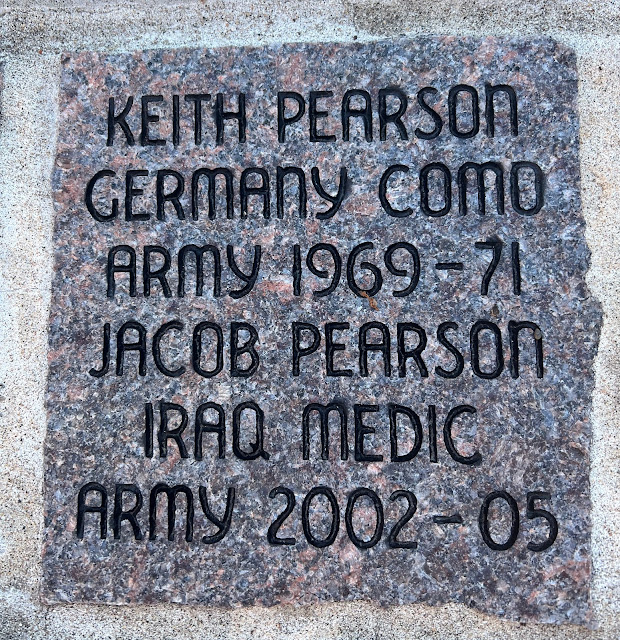 KEITH PEARSON
GERMANY COMO
ARMY 1969-71
JACOB PEARSON
IRAQ MEDIC
ARMY 2002-05